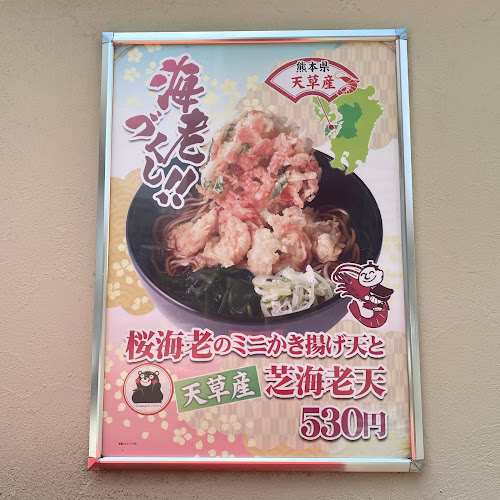 海老づくし!!
熊本県
天草産
桜海老のミニかき揚げ天と
天草産
芝海老天
530円